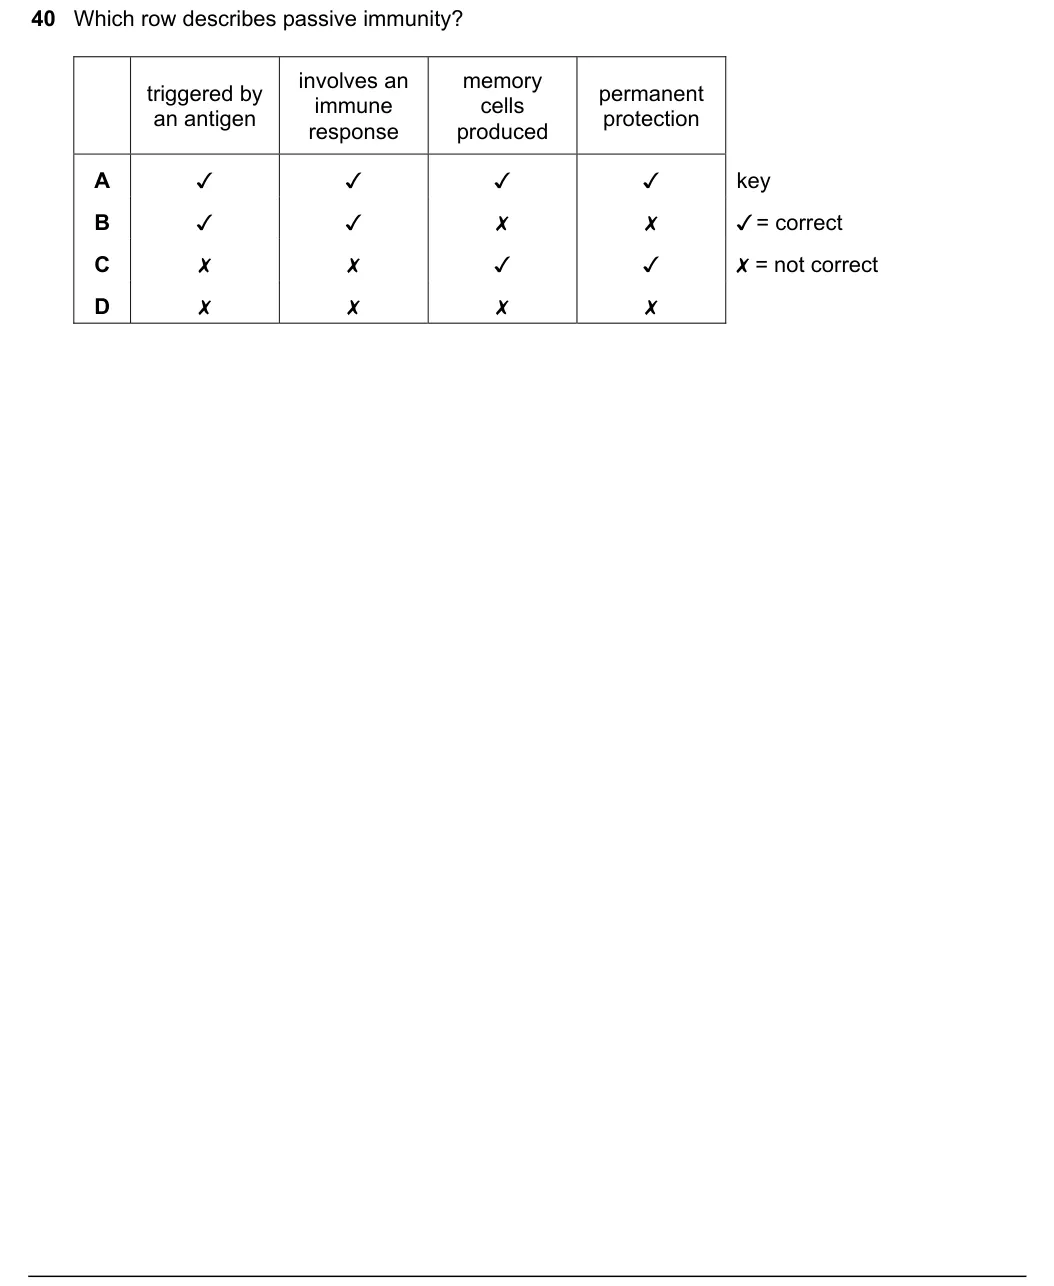 40 Which row describes passive immunity?
triggered by an antigen | involves an immune response | memory cells produced | permanent protection
A ✓ ✓ ✓ ✓ key
B ✓ ✓ ✗ ✗ ✓ = correct
C ✗ ✗ ✓ ✓ ✗ = not correct
D ✗ ✗ ✗ ✗